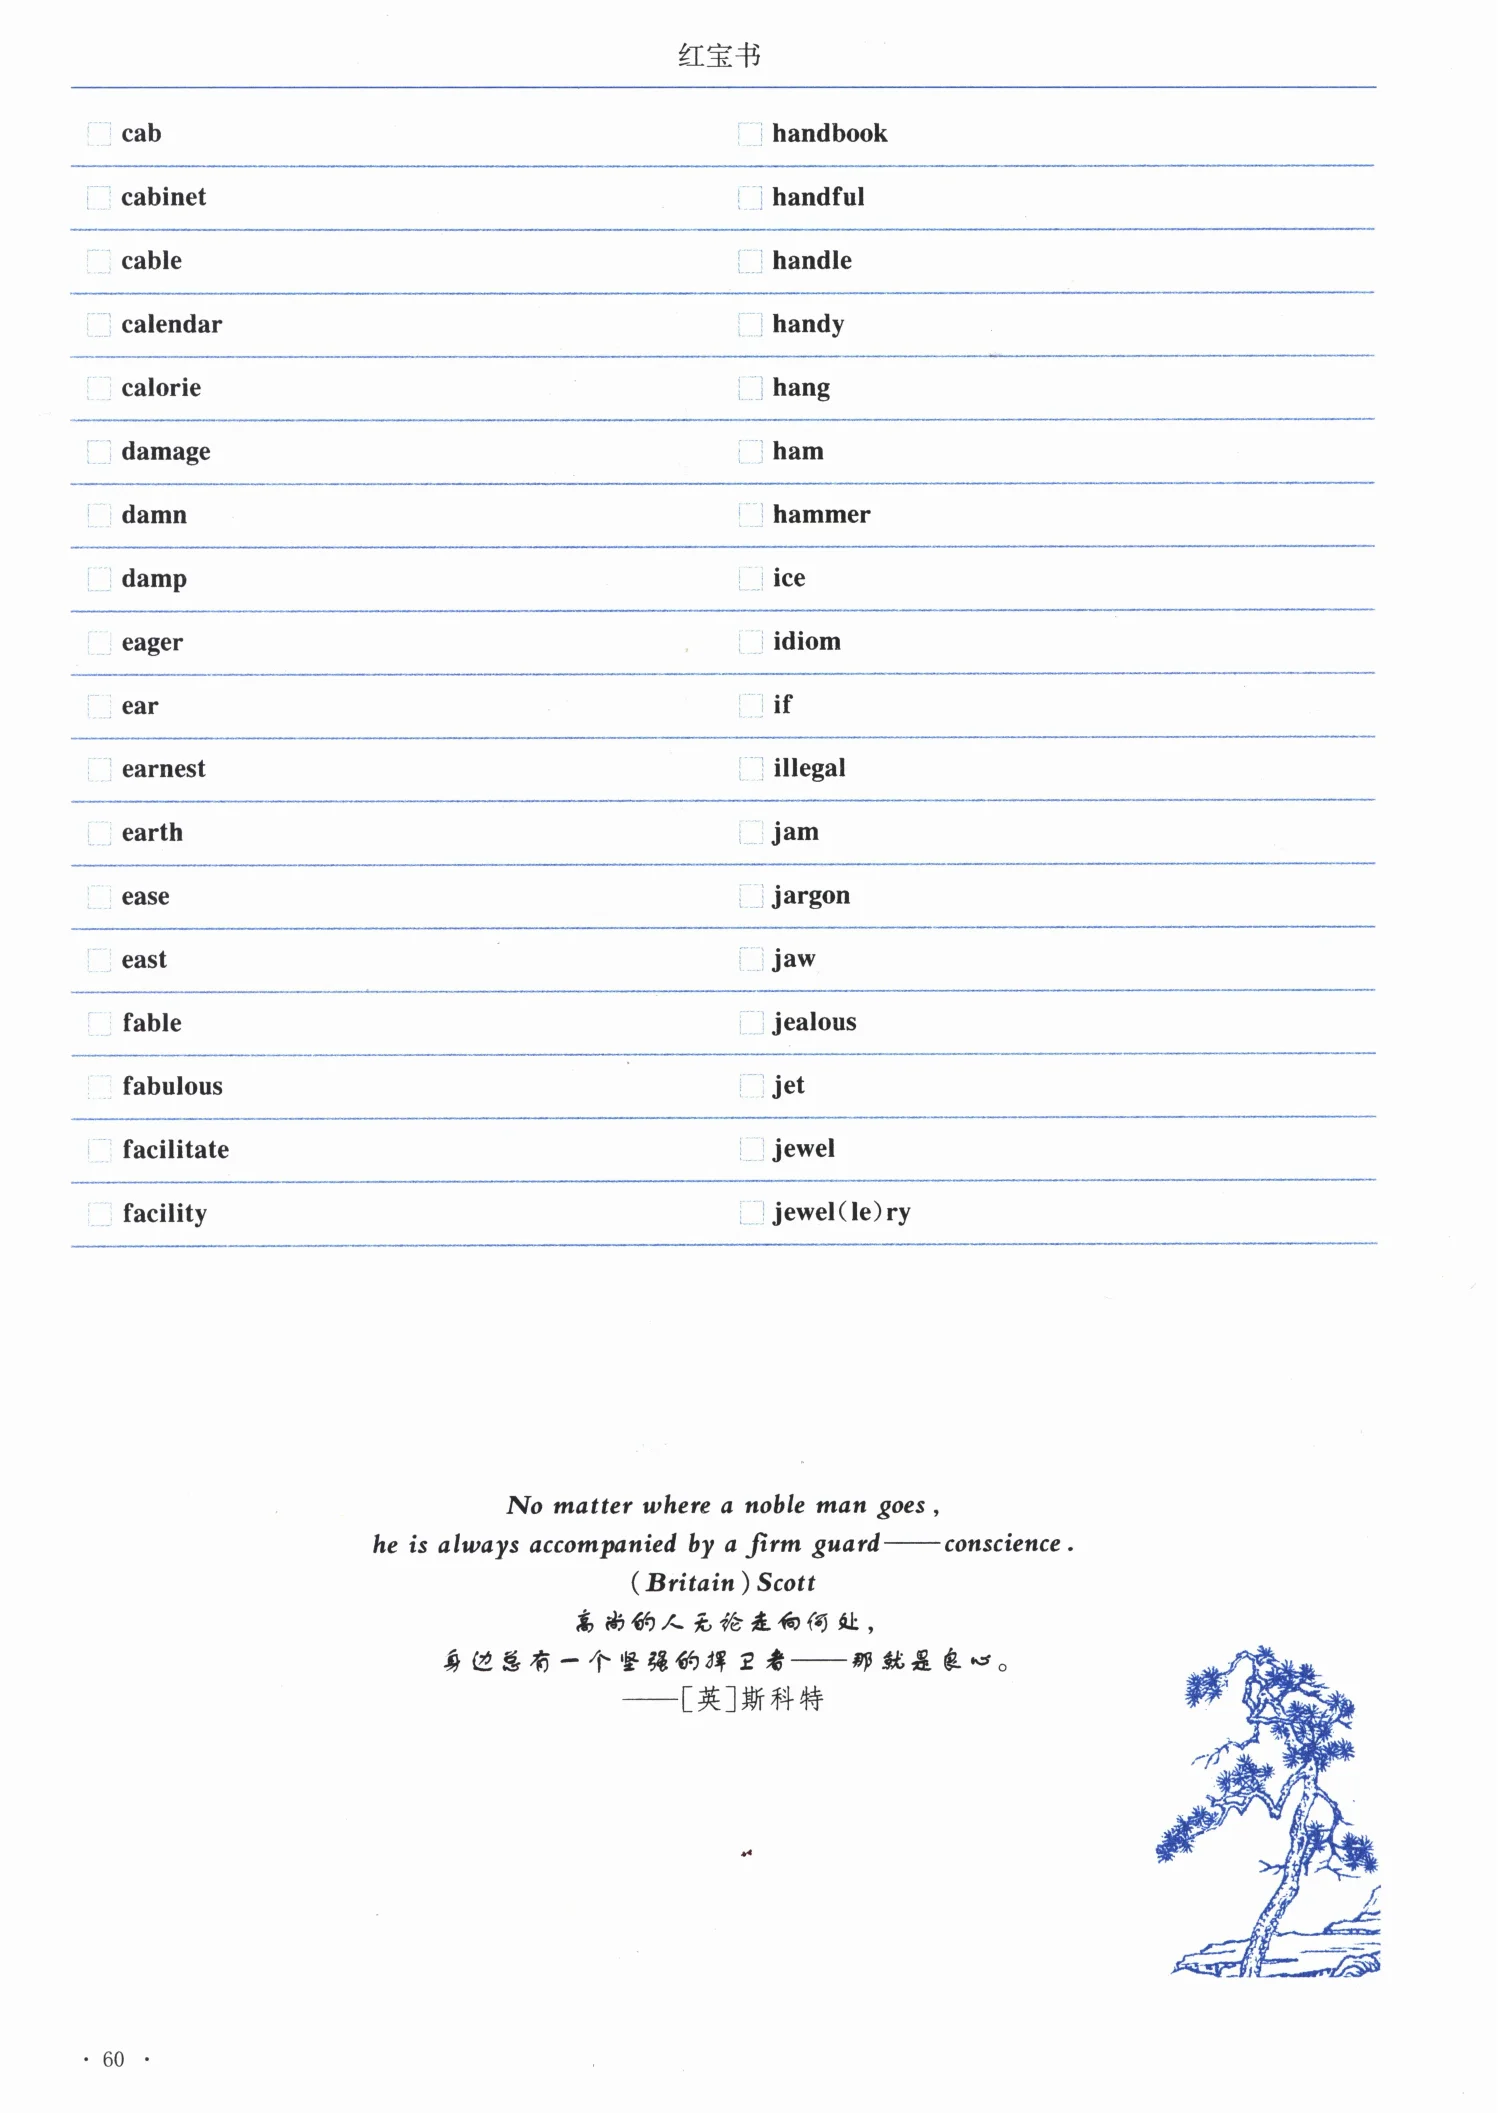 红宝书
cab
handbook
cabinet
handful
cable
handle
calendar
handy
calorie
hang
damage
ham
damn
hammer
damp
ice
eager
idiom
ear
if
earnest
illegal
earth
jam
ease
jargon
east
jaw
fable
jealous
fabulous
jet
facilitate
jewel
facility
jewel(le)ry
No matter where a noble man goes,
he is always accompanied by a firm guard——conscience.
(Britain)Scott
高尚的人无论走向何处,
身边总有一个坚强的捍卫者——那就是良心。
——[英]斯科特
· 60 ·